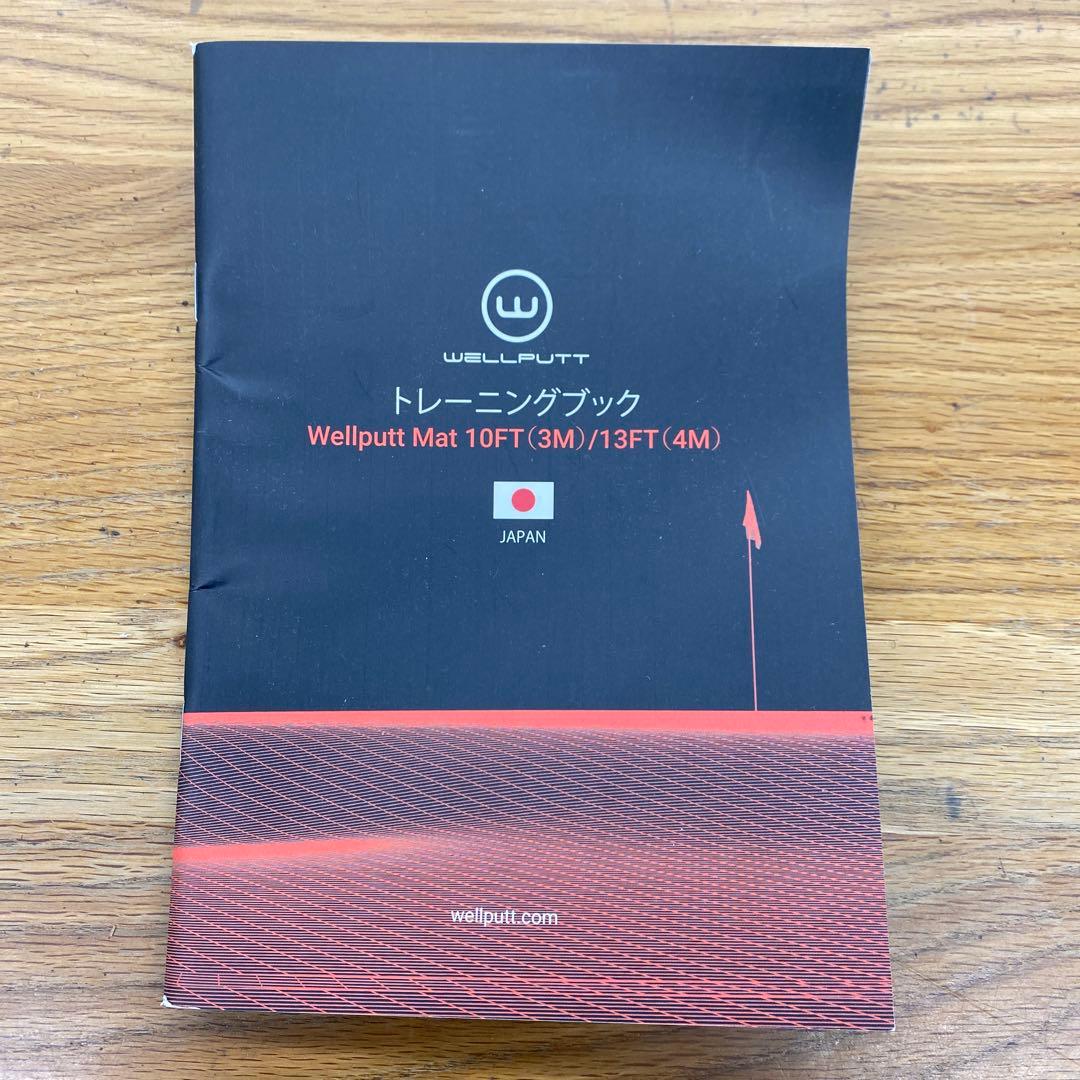 W
WELLPUTT
トレーニングブック
Wellputt Mat 10FT（3M）/13FT（4M）
JAPAN
wellputt.com